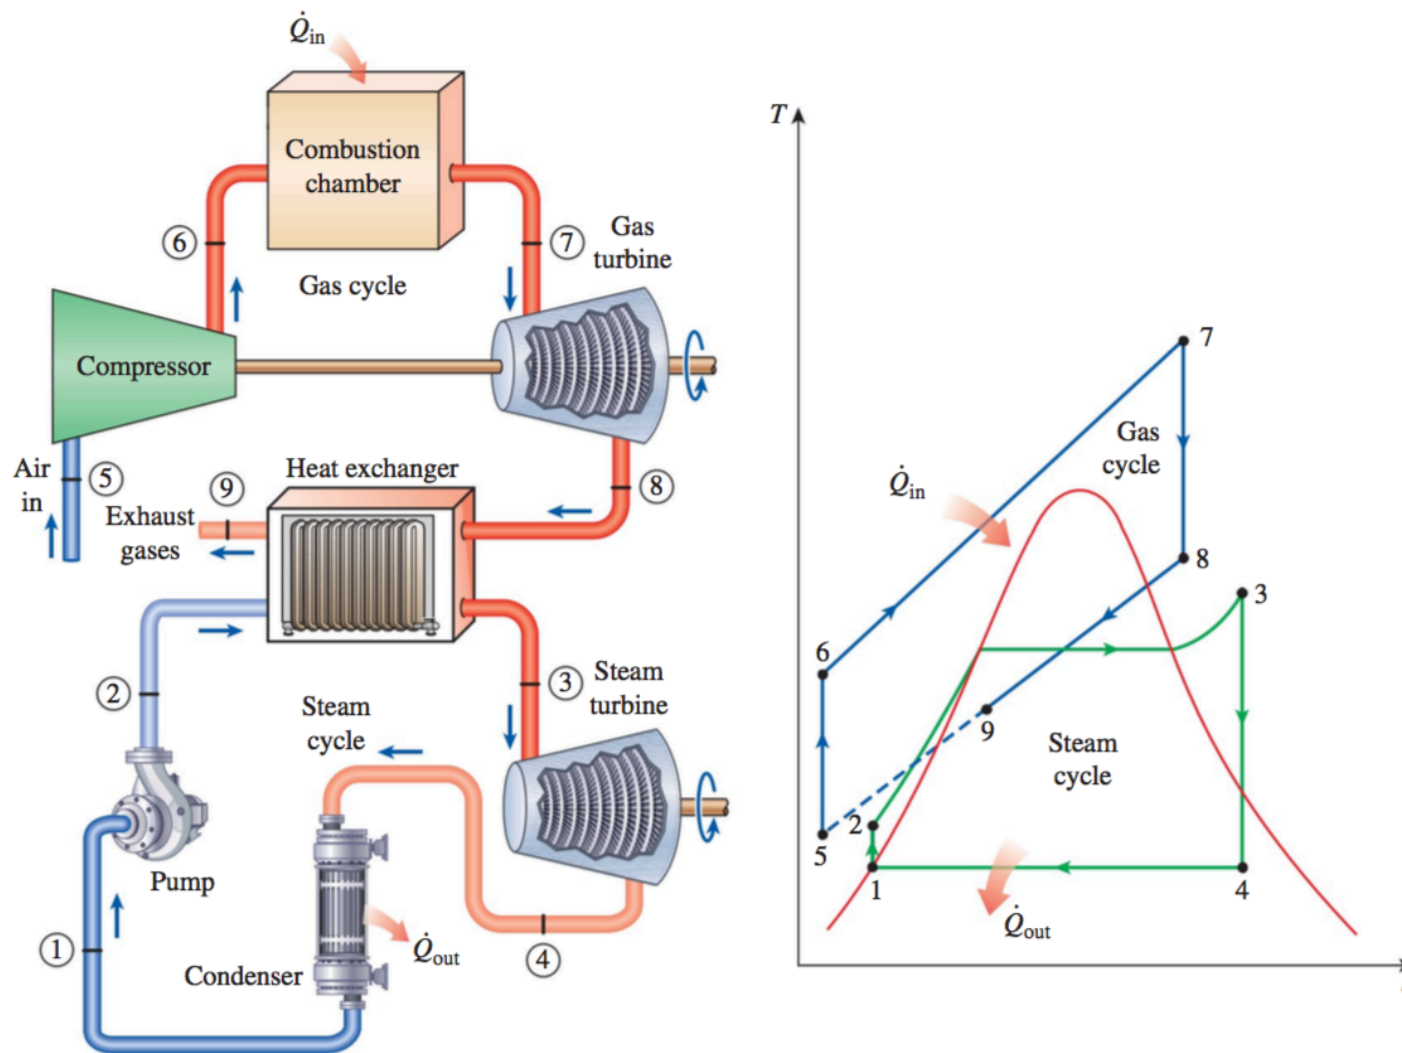 Q̇in
Combustion
chamber
6
7
Gas
turbine
Gas cycle
Compressor
Air
in
5
9
Heat exchanger
8
Exhaust
gases
2
3
Steam
turbine
Steam
cycle
Pump
1
Condenser
Q̇out
4
T
7
Gas
cycle
Q̇in
8
3
6
9
Steam
cycle
2
5
1
4
Q̇out